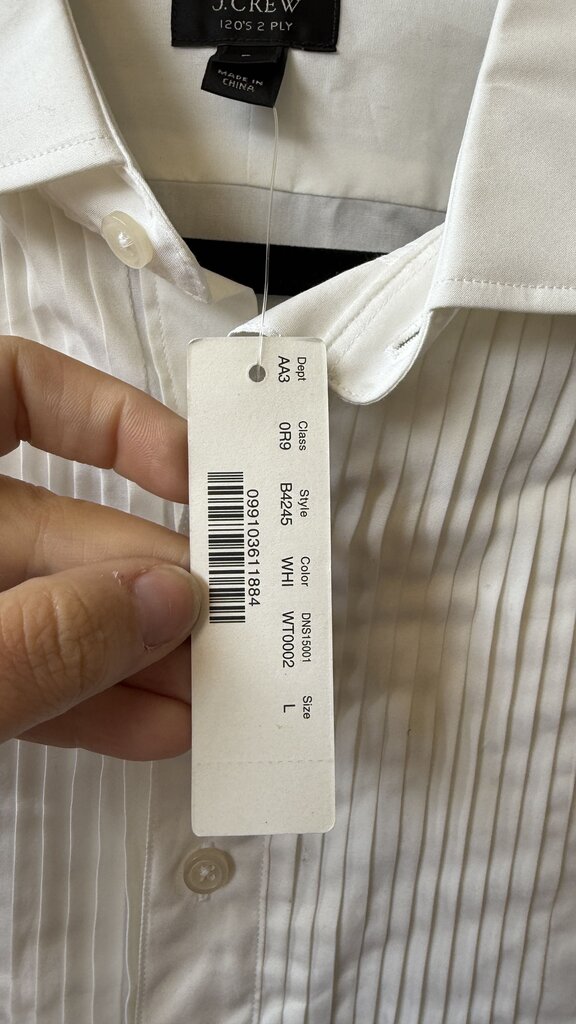 J.CREW
120'S 2 PLY
L
MADE IN
CHINA
Dept Class Style Color DNS15001 Size
AA3 0R9 B4245 WHI WT0002 L
099103611884